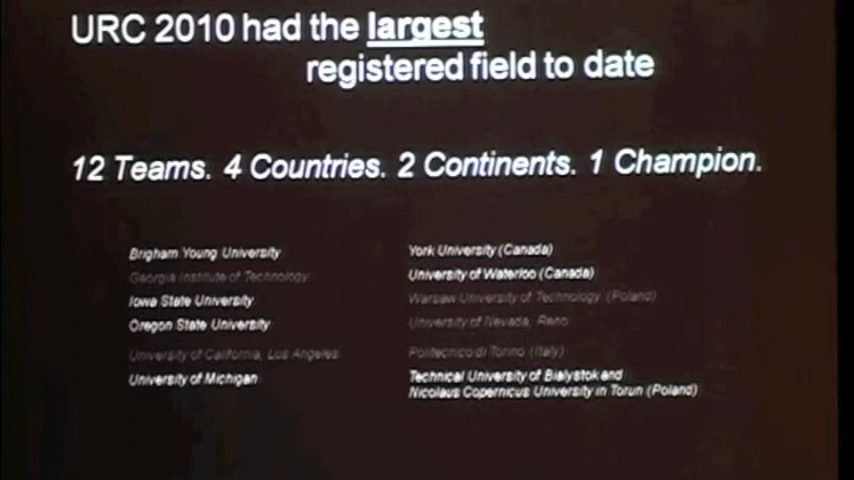 URC 2010 had the largest
registered field to date
12 Teams. 4 Countries. 2 Continents. 1 Champion.
Brigham Young University
Georgia Institute of Technology
Iowa State University
Oregon State University
University of California, Los Angeles
University of Michigan
York University (Canada)
University of Waterloo (Canada)
Warsaw University of Technology (Poland)
University of Nevada, Reno
Politecnico di Torino (Italy)
Technical University of Bialystok and
Nicolaus Copernicus University in Torun (Poland)